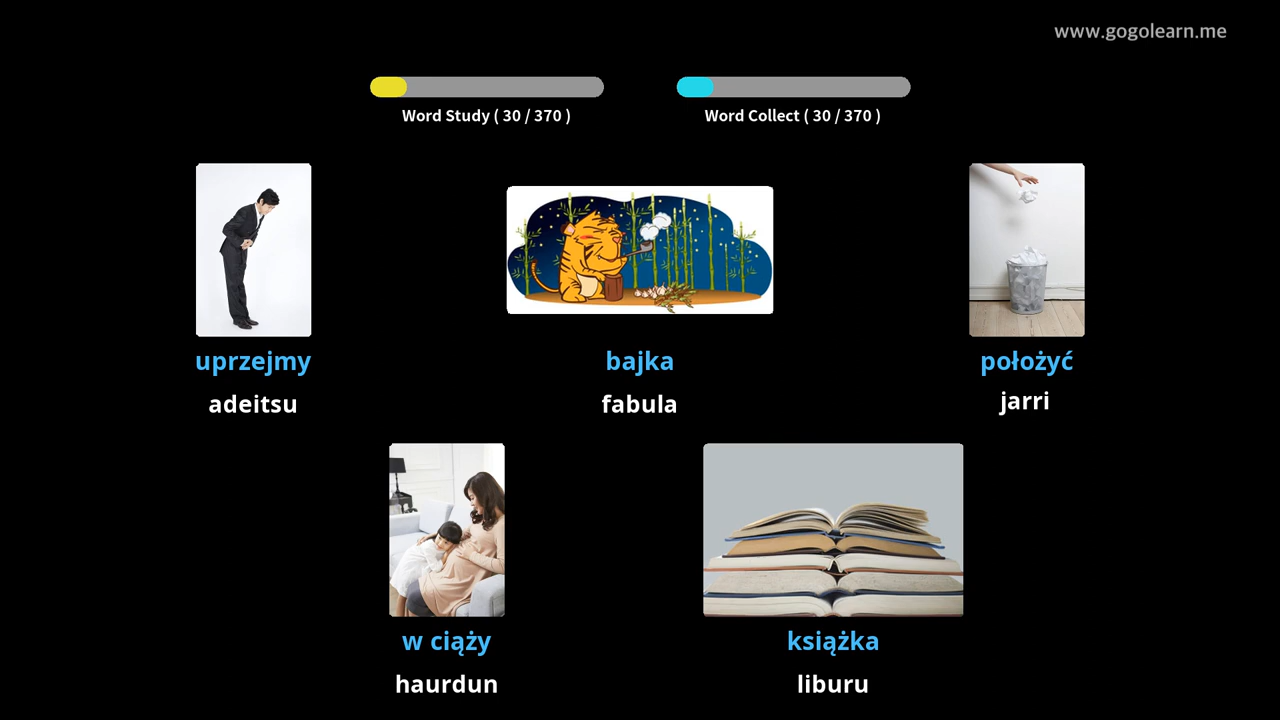 www.gogolearn.me
Word Study ( 30 / 370 )
Word Collect ( 30 / 370 )
uprzejmy
adeitsu
bajka
fabula
położyć
jarri
w ciąży
haurdun
książka
liburu